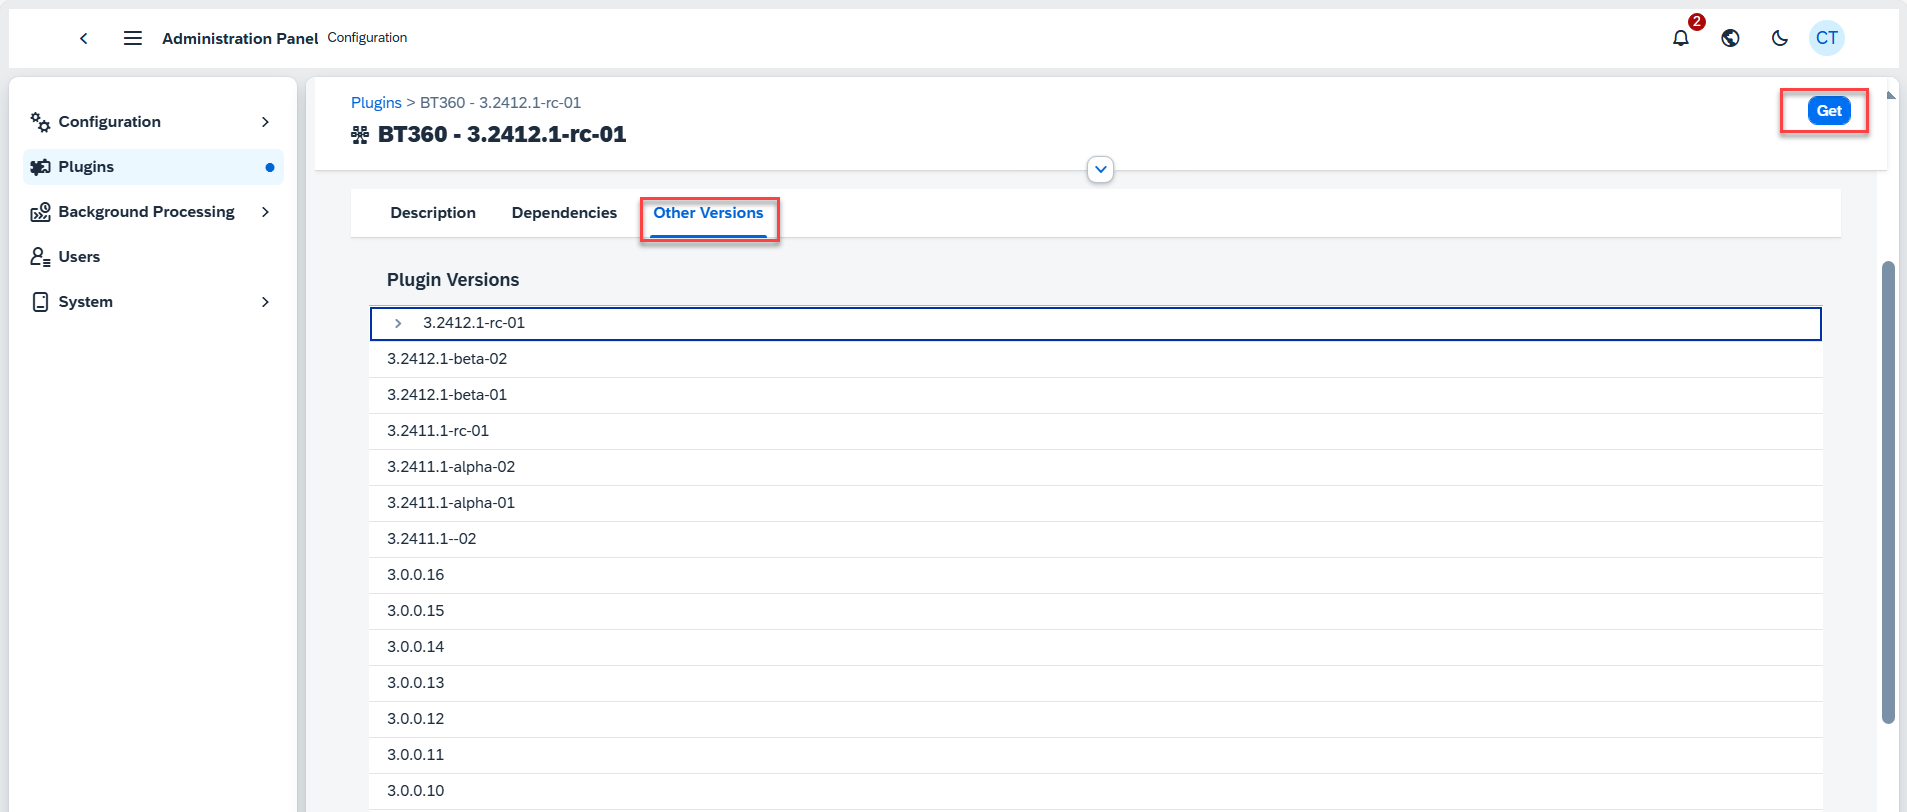 Administration Panel Configuration
2
CT
Configuration
Plugins
Background Processing
Users
System
Plugins > BT360 - 3.2412.1-rc-01
BT360 - 3.2412.1-rc-01
Get
Description Dependencies Other Versions
Plugin Versions
3.2412.1-rc-01
3.2412.1-beta-02
3.2412.1-beta-01
3.2411.1-rc-01
3.2411.1-alpha-02
3.2411.1-alpha-01
3.2411.1--02
3.0.0.16
3.0.0.15
3.0.0.14
3.0.0.13
3.0.0.12
3.0.0.11
3.0.0.10